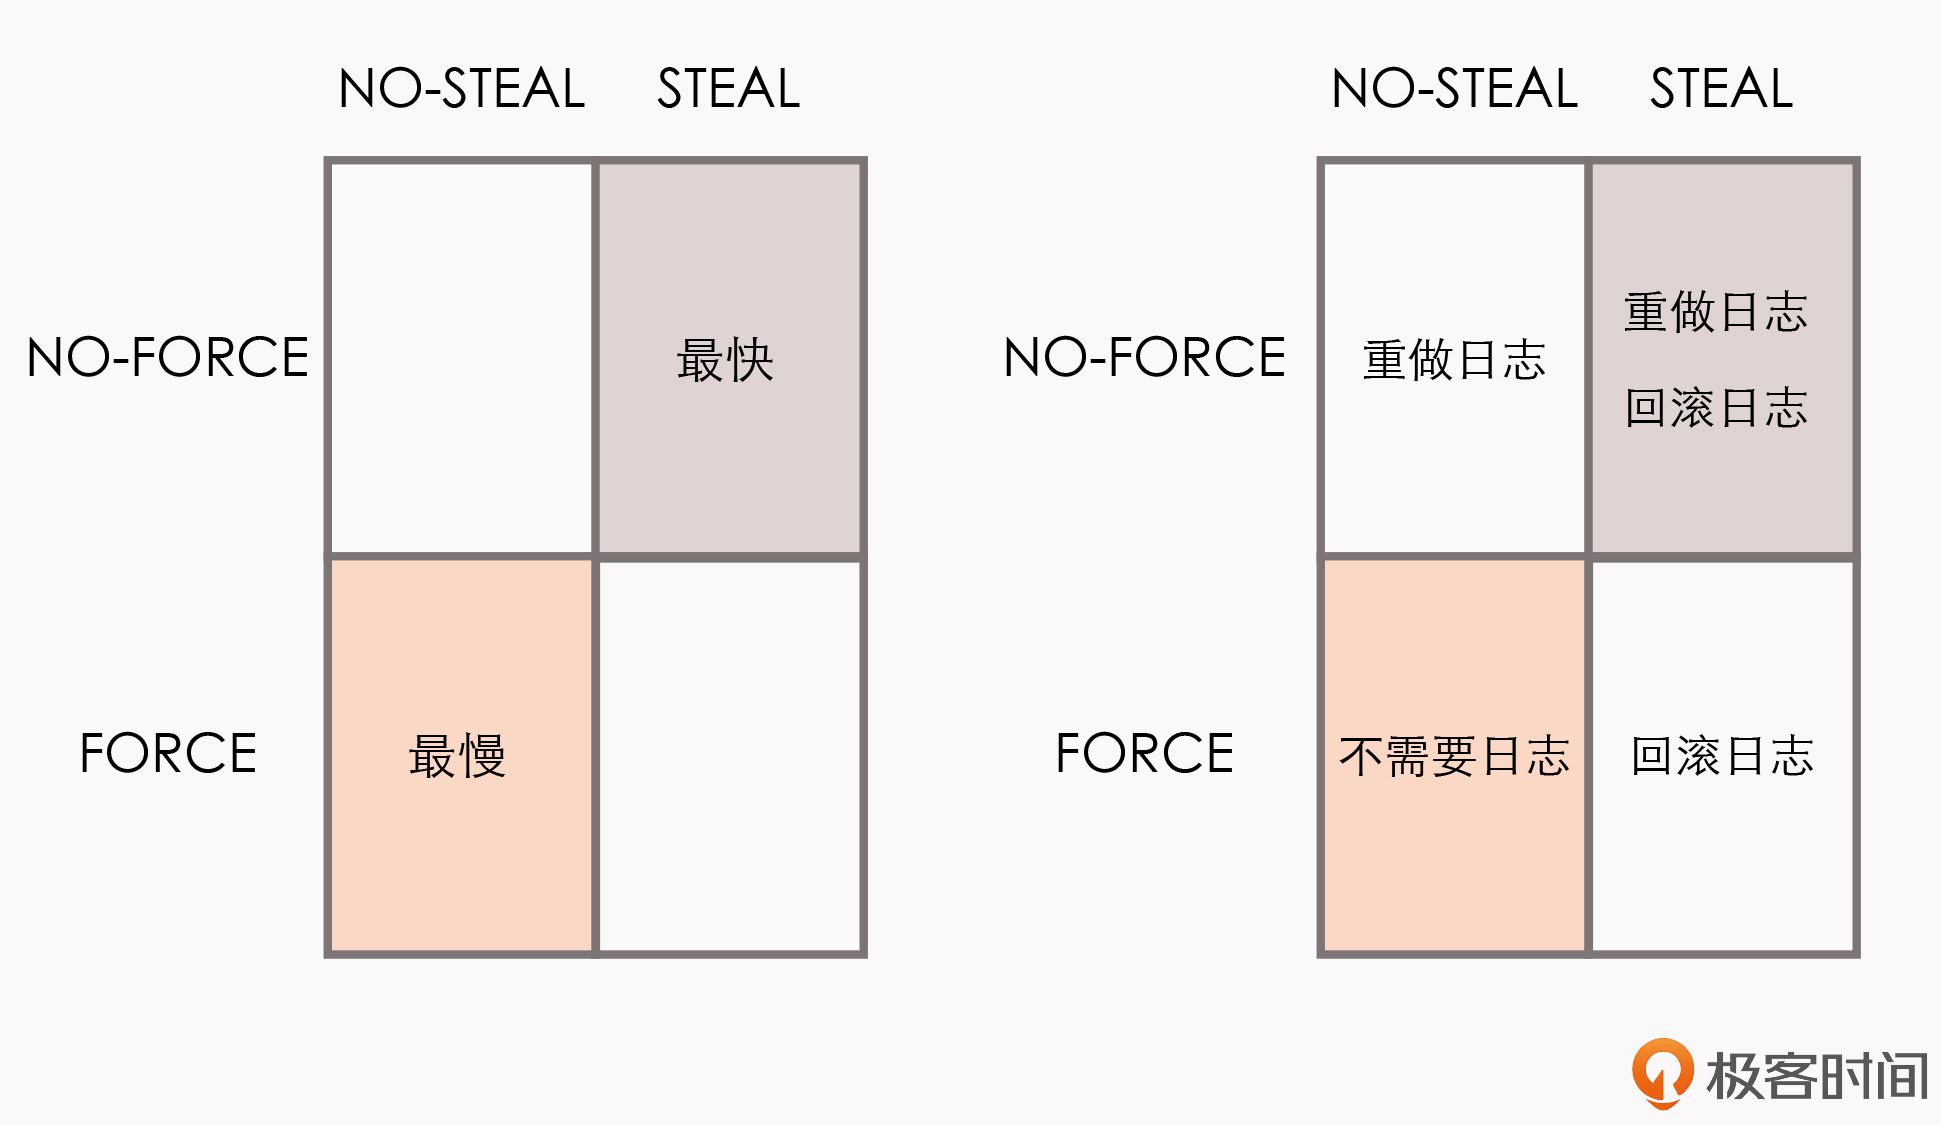 NO-STEAL STEAL
NO-FORCE 最快
FORCE 最慢
NO-STEAL STEAL
NO-FORCE 重做日志 重做日志
回滚日志
FORCE 不需要日志 回滚日志
极客时间